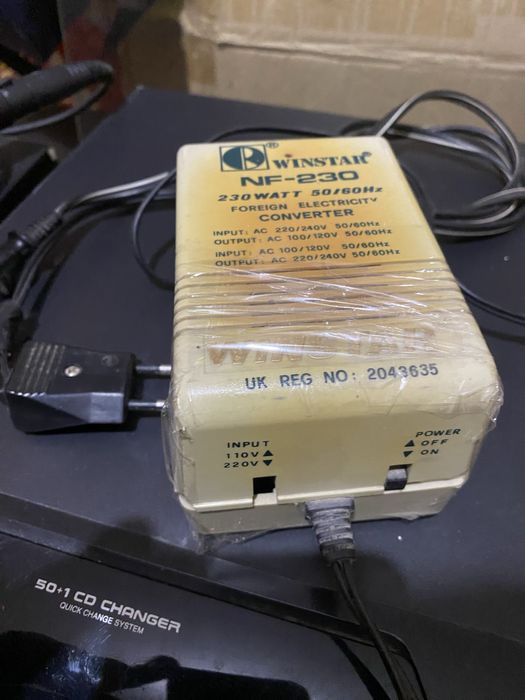 WINSTAR®
NF-230
230WATT 50/60Hz
FOREIGN ELECTRICITY
CONVERTER
INPUT: AC 220/240V 50/60Hz
OUTPUT: AC 100/120V 50/60Hz
INPUT: AC 100/120V 50/60Hz
OUTPUT: AC 220/240V 50/60Hz
WINSTAR
UK REG NO: 2043635
INPUT
110V ▲
220V ▼
POWER
▲ OFF
▼ ON
50+1 CD CHANGER
QUICK CHANGE SYSTEM